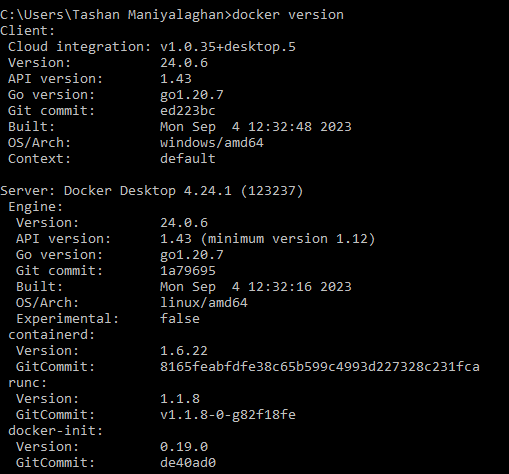 C:\Users\Tashan Maniyalaghan>docker version
Client:
 Cloud integration: v1.0.35+desktop.5
 Version:           24.0.6
 API version:       1.43
 Go version:        go1.20.7
 Git commit:        ed223bc
 Built:             Mon Sep  4 12:32:48 2023
 OS/Arch:           windows/amd64
 Context:           default

Server: Docker Desktop 4.24.1 (123237)
 Engine:
  Version:          24.0.6
  API version:      1.43 (minimum version 1.12)
  Go version:       go1.20.7
  Git commit:       1a79695
  Built:            Mon Sep  4 12:32:16 2023
  OS/Arch:          linux/amd64
  Experimental:     false
 containerd:
  Version:          1.6.22
  GitCommit:        8165feabfdfe38c65b599c4993d227328c231fca
 runc:
  Version:          1.1.8
  GitCommit:        v1.1.8-0-g82f18fe
 docker-init:
  Version:          0.19.0
  GitCommit:        de40ad0